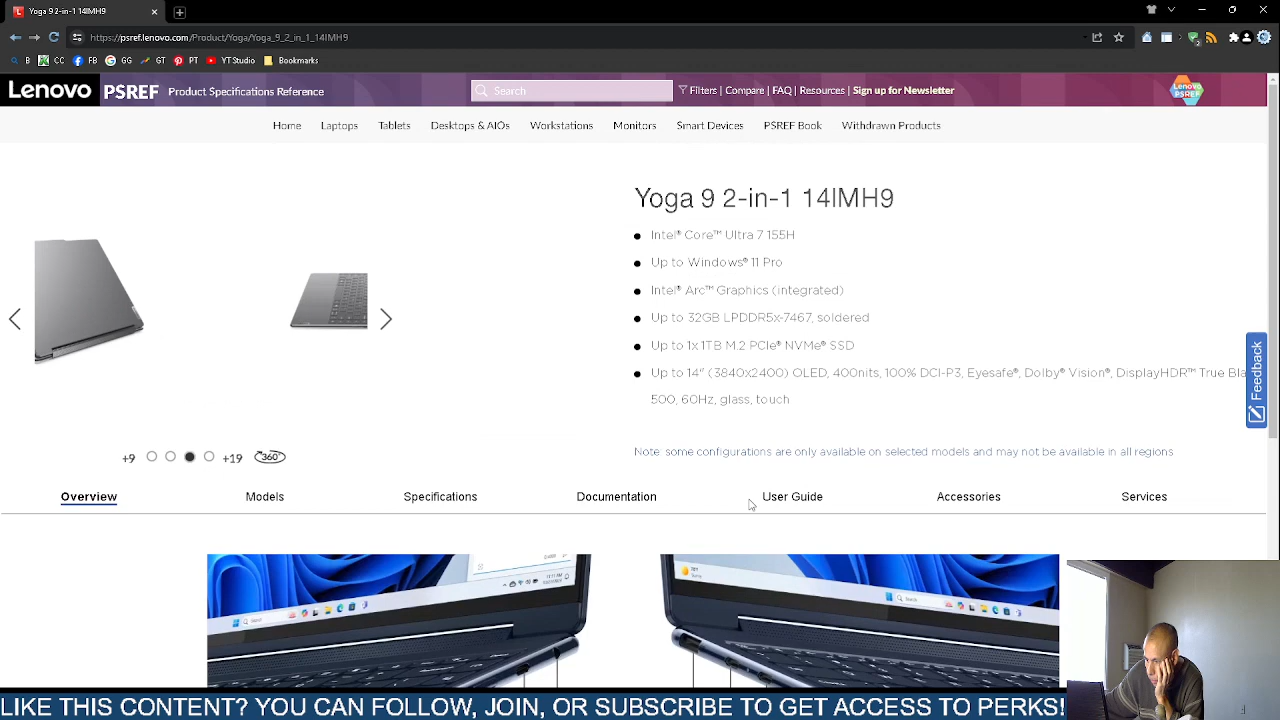 Yoga 9 2-in-1 14IMH9
https://psref.lenovo.com/Product/Yoga/Yoga_9_2_in_1_14IMH9
B CC FB GG GT PT YT Studio Bookmarks
Lenovo PSREF Product Specifications Reference Search Filters | Compare | FAQ | Resources | Sign up for Newsletter Lenovo PSREF
Home Laptops Tablets Desktops & AIOs Workstations Monitors Smart Devices PSREF Book Withdrawn Products
Yoga 9 2-in-1 14IMH9
Intel® Core™ Ultra 7 155H
Up to Windows® 11 Pro
Intel® Arc™ Graphics (integrated)
Up to 32GB LPDDR5x-7467, soldered
Up to 1x 1TB M.2 PCIe® NVMe® SSD
Up to 14" (3840x2400) OLED, 400nits, 100% DCI-P3, Eyesafe®, Dolby® Vision®, DisplayHDR™ True Bla
500, 60Hz, glass, touch
Feedback
Note: some configurations are only available on selected models and may not be available in all regions
+9 +19 360°
Overview Models Specifications Documentation User Guide Accessories Services
Search
Search
LIKE THIS CONTENT? YOU CAN FOLLOW, JOIN, OR SUBSCRIBE TO GET ACCESS TO PERKS!